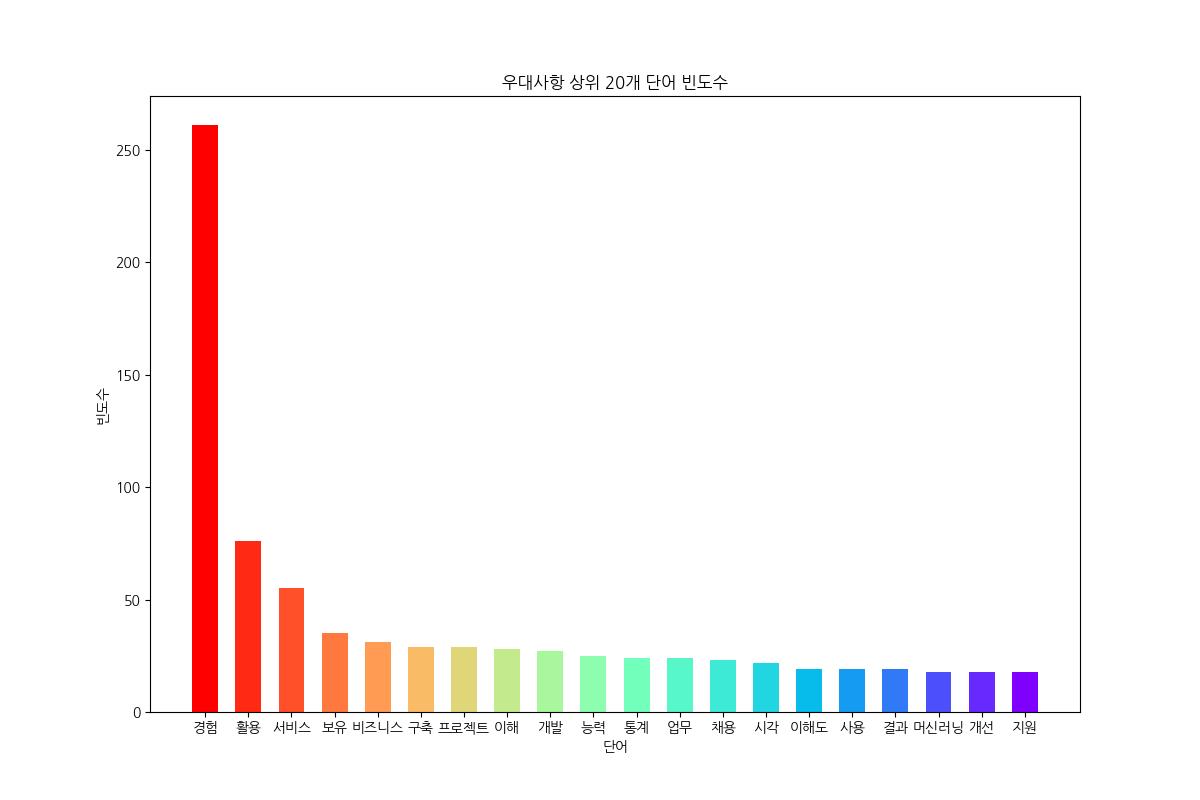 우대사항 상위 20개 단어 빈도수
250
200
150
100
50
0
빈도수
경험 활용 서비스 보유 비즈니스 구축 프로젝트 이해 개발 능력 통계 업무 채용 시각 이해도 사용 결과 머신러닝 개선 지원
단어